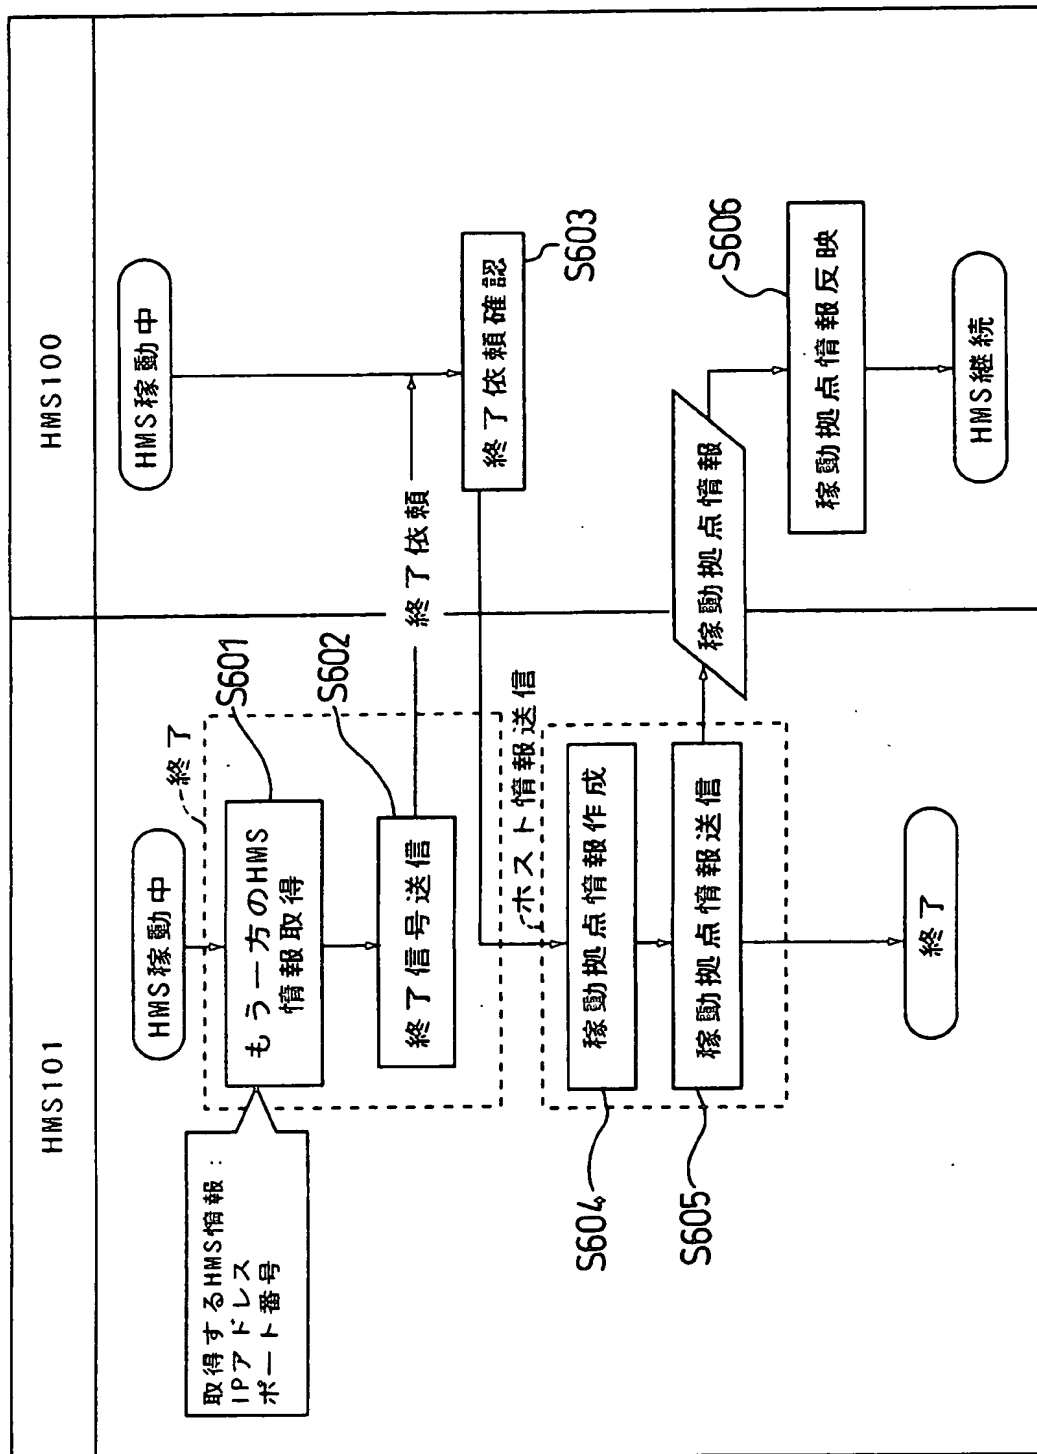 HMS101
HMS100
HMS稼動中
HMS稼動中
終了
取得するHMS情報：
IPアドレス
ポート番号
もう一方のHMS
情報取得
S601
終了信号送信
S602
終了依頼
終了依頼確認
S603
ホスト情報送信
稼動拠点情報作成
S604
稼動拠点情報送信
S605
稼動拠点情報
稼動拠点情報反映
S606
終了
HMS継続